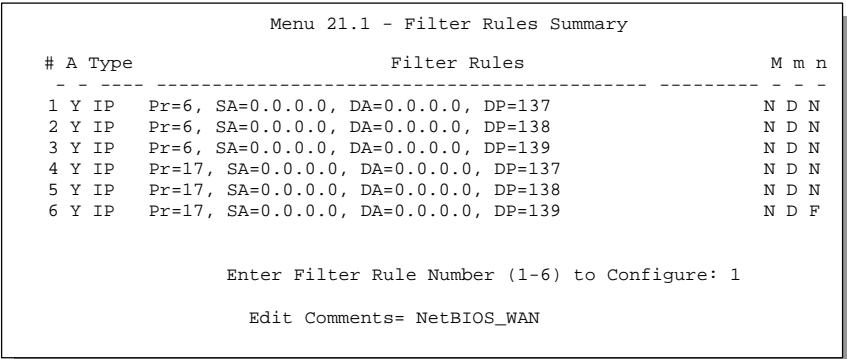 Menu 21.1 - Filter Rules Summary
# A Type Filter Rules M m n
- - ---- --------------------------------------------- --------- - - -
1 Y IP Pr=6, SA=0.0.0.0, DA=0.0.0.0, DP=137 N D N
2 Y IP Pr=6, SA=0.0.0.0, DA=0.0.0.0, DP=138 N D N
3 Y IP Pr=6, SA=0.0.0.0, DA=0.0.0.0, DP=139 N D N
4 Y IP Pr=17, SA=0.0.0.0, DA=0.0.0.0, DP=137 N D N
5 Y IP Pr=17, SA=0.0.0.0, DA=0.0.0.0, DP=138 N D N
6 Y IP Pr=17, SA=0.0.0.0, DA=0.0.0.0, DP=139 N D F
Enter Filter Rule Number (1-6) to Configure: 1
Edit Comments= NetBIOS_WAN